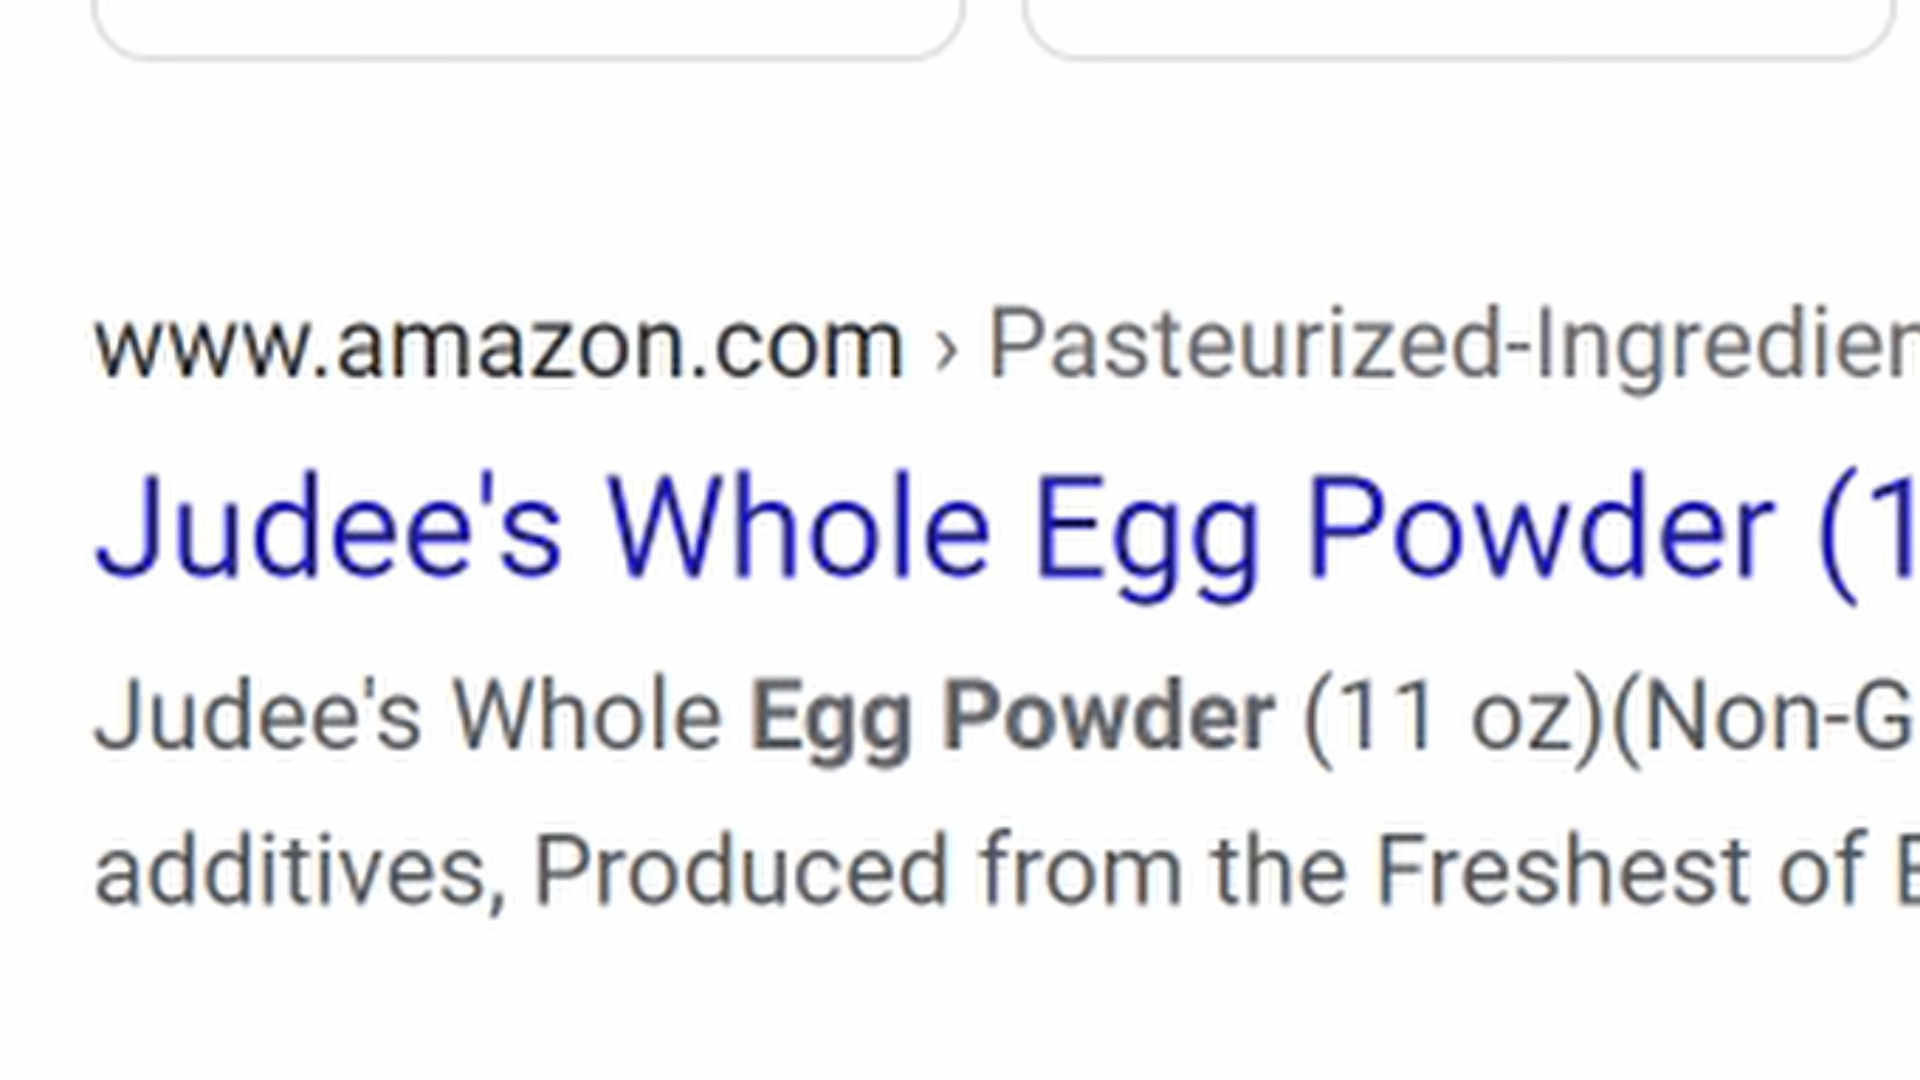 www.amazon.com › Pasteurized-Ingredien
Judee's Whole Egg Powder (1
Judee's Whole Egg Powder (11 oz)(Non-G
additives, Produced from the Freshest of E